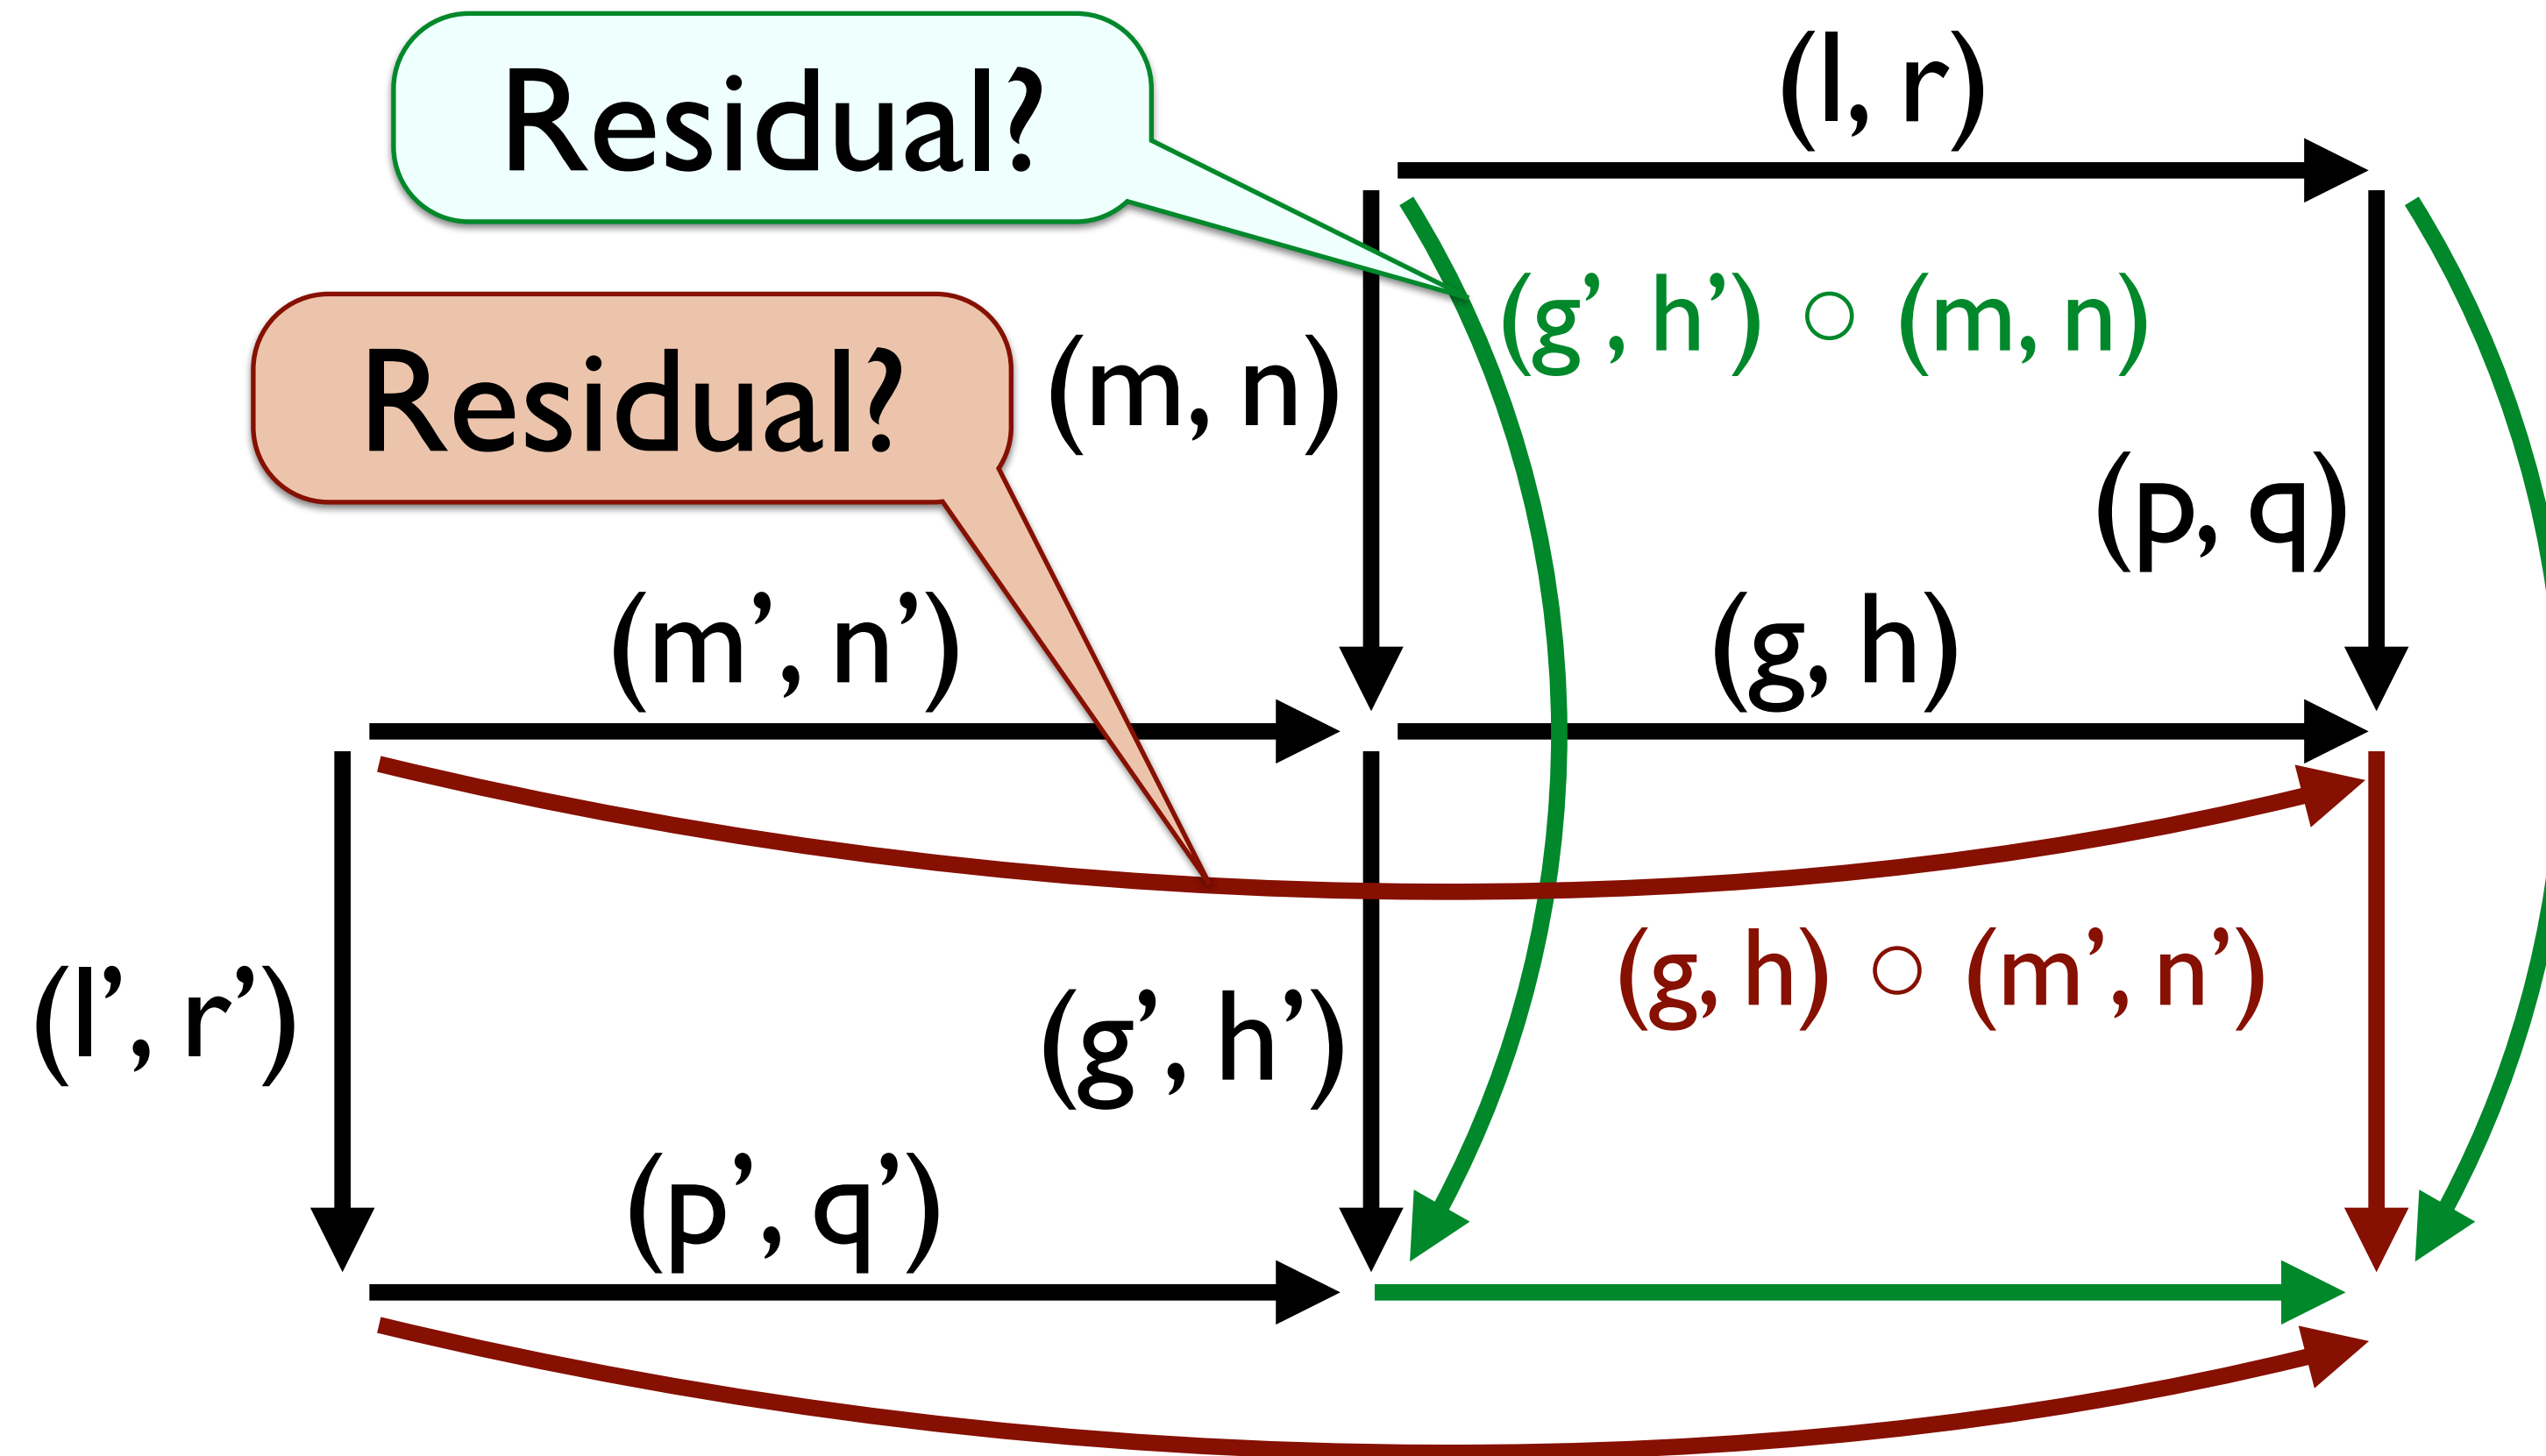 Residual?
(l, r)
(g’, h’) ○ (m, n)
Residual?
(m, n)
(p, q)
(m’, n’)
(g, h)
(g, h) ○ (m’, n’)
(l’, r’)
(g’, h’)
(p’, q’)